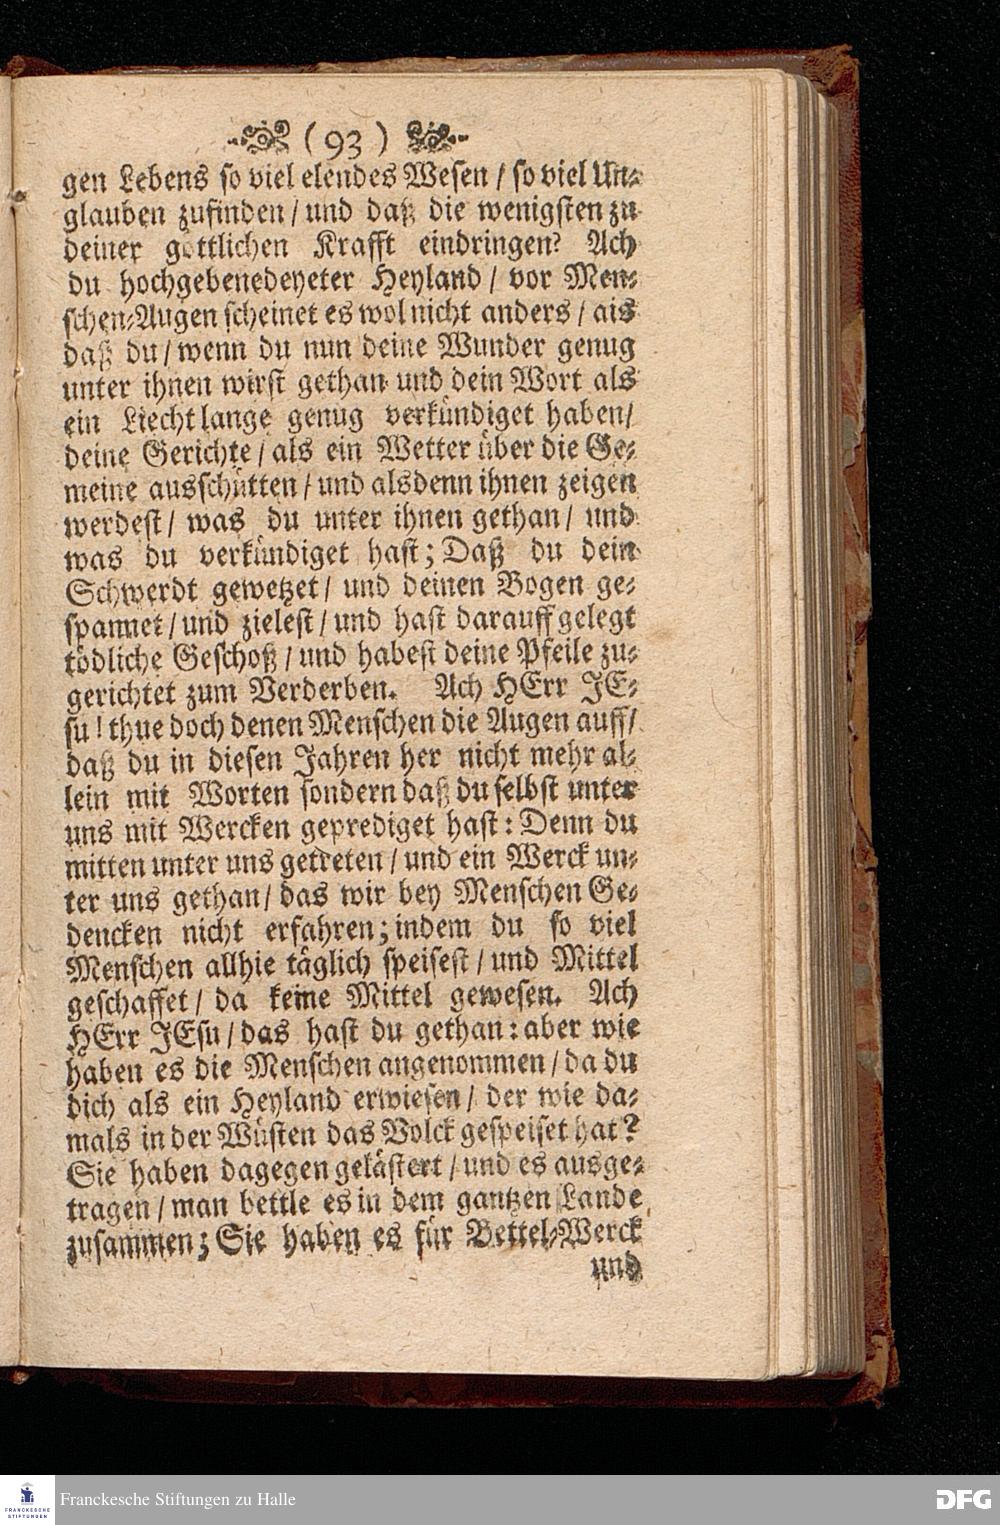 ( 93 )
gen Lebens so viel elendes Wesen / so viel Un-
glauben zufinden / und daß die wenigsten zu
deiner göttlichen Krafft eindringen? Ach
du hochgebenedeyeter Heyland / vor Men-
schen-Augen scheinet es wol nicht anders / als
daß du / wenn du nun deine Wunder genug
unter ihnen wirst gethan und dein Wort als
ein Liecht lange genug verkündiget haben /
deine Gerichte / als ein Wetter über die Ge-
meine ausschütten / und alsdenn ihnen zeigen
werdest / was du unter ihnen gethan / und
was du verkündiget hast; Daß du dein
Schwerdt gewetzet / und deinen Bogen ge-
spannet / und zielest / und hast darauff gelegt
tödliche Geschoß / und habest deine Pfeile zu-
gerichtet zum Verderben. Ach HErr JE-
su! thue doch denen Menschen die Augen auff /
daß du in diesen Jahren her nicht mehr al-
lein mit Worten sondern daß du selbst unter
uns mit Wercken geprediget hast: Denn du
mitten unter uns getreten / und ein Werck un-
ter uns gethan / das wir bey Menschen Ge-
dencken nicht erfahren; indem du so viel
Menschen allhie täglich speisest / und Mittel
geschaffet / da keine Mittel gewesen. Ach
HErr JEsu / das hast du gethan: aber wie
haben es die Menschen angenommen / da du
dich als ein Heyland erwiesen / der wie da-
mals in der Wüsten das Volck gespeiset hat?
Sie haben dagegen gelästert / und es ausge-
tragen / man bettle es in dem gantzen Lande
zusammen; Sie haben es für Bettel-Werck
und
FRANCKESCHE
STIFTUNGEN
Franckesche Stiftungen zu Halle
DFG